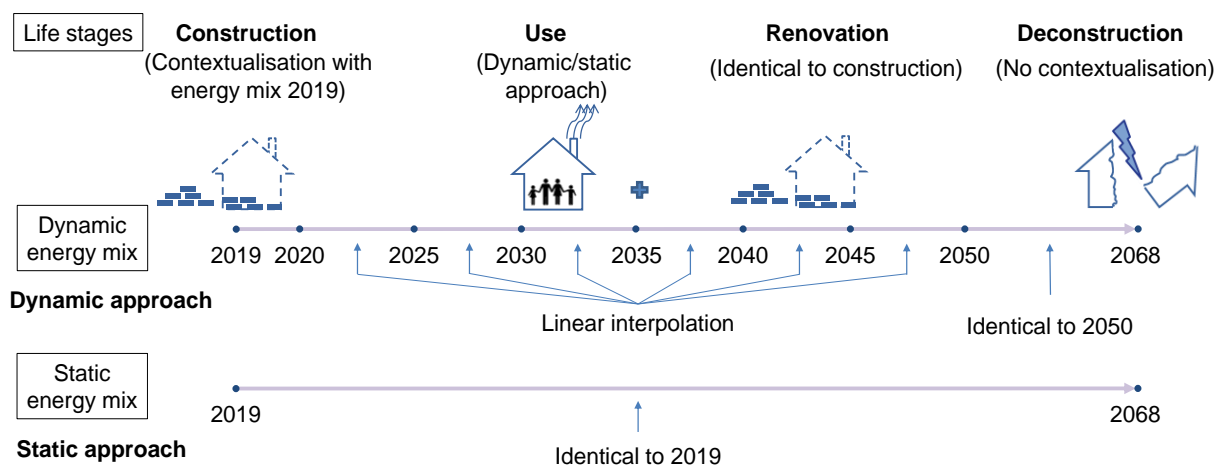 Life stages
Construction
(Contextualisation with
energy mix 2019)
Use
(Dynamic/static
approach)
Renovation
(Identical to construction)
Deconstruction
(No contextualisation)
Dynamic
energy mix
2019 2020 2025 2030 2035 2040 2045 2050 2068
Dynamic approach
Linear interpolation
Identical to 2050
Static
energy mix
2019 2068
Static approach
Identical to 2019